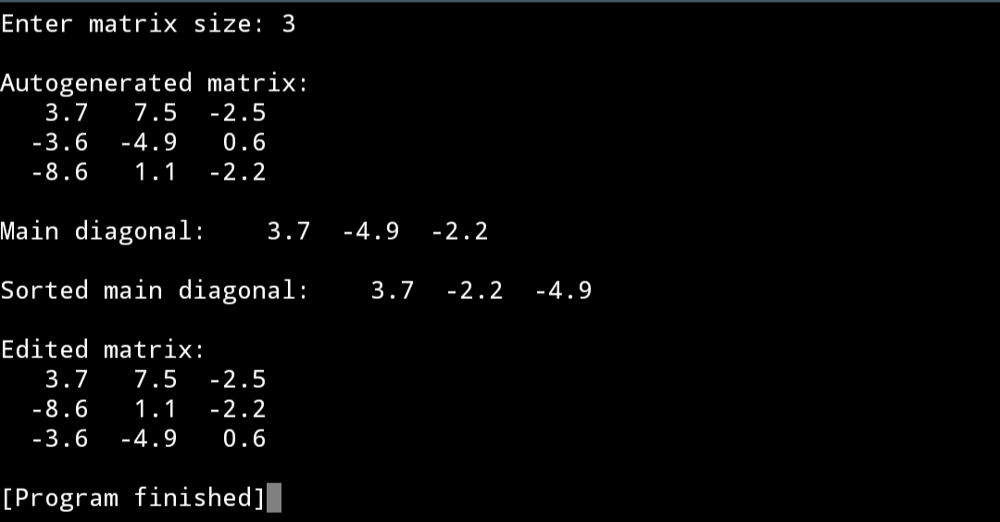 Enter matrix size: 3
Autogenerated matrix:
3.7 7.5 -2.5
-3.6 -4.9 0.6
-8.6 1.1 -2.2
Main diagonal: 3.7 -4.9 -2.2
Sorted main diagonal: 3.7 -2.2 -4.9
Edited matrix:
3.7 7.5 -2.5
-8.6 1.1 -2.2
-3.6 -4.9 0.6
[Program finished]